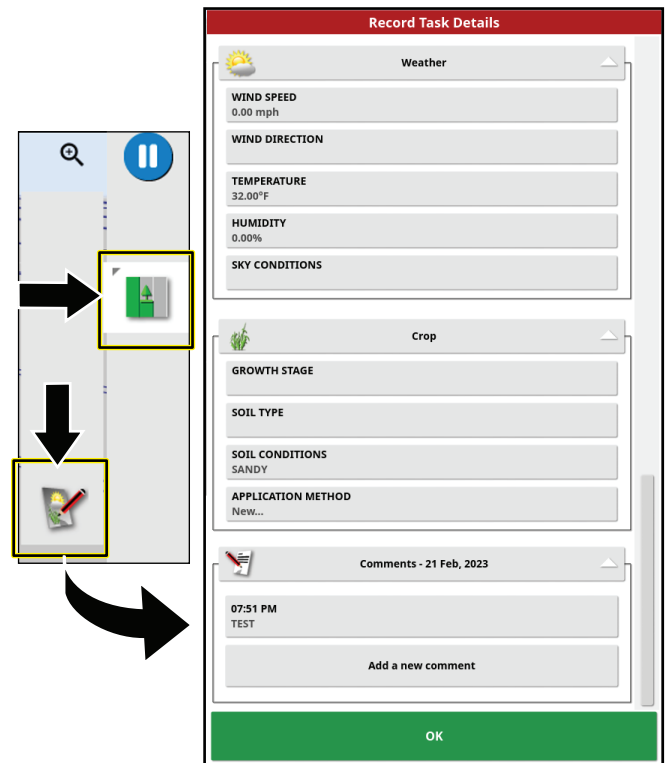 Record Task Details
Weather
WIND SPEED
0.00 mph
WIND DIRECTION
TEMPERATURE
32.00°F
HUMIDITY
0.00%
SKY CONDITIONS
Crop
GROWTH STAGE
SOIL TYPE
SOIL CONDITIONS
SANDY
APPLICATION METHOD
New...
Comments - 21 Feb, 2023
07:51 PM
TEST
Add a new comment
OK